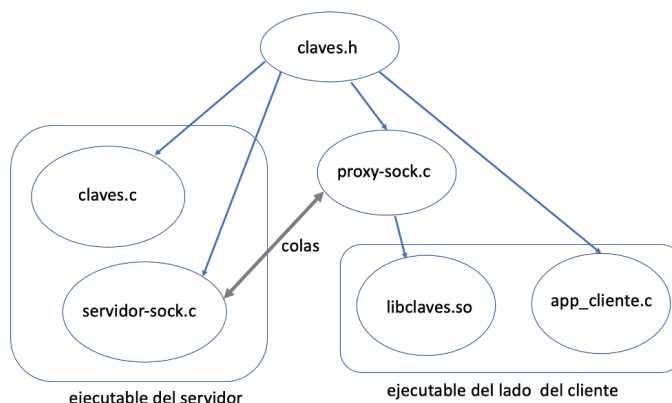 claves.h
proxy-sock.c
claves.c
colas
servidor-sock.c
libclaves.so
app_cliente.c
ejecutable del servidor
ejecutable del lado  del cliente